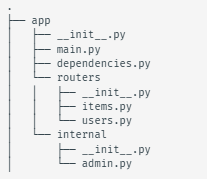 .
├── app
│   ├── __init__.py
│   ├── main.py
│   ├── dependencies.py
│   └── routers
│   │   ├── __init__.py
│   │   ├── items.py
│   │   └── users.py
│   └── internal
│       ├── __init__.py
│       └── admin.py